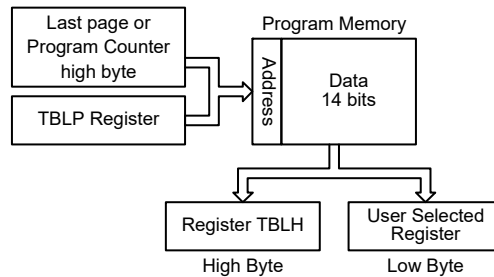 Last page or
Program Counter
high byte
TBLP Register
Program Memory
Address
Data
14 bits
Register TBLH
High Byte
User Selected
Register
Low Byte